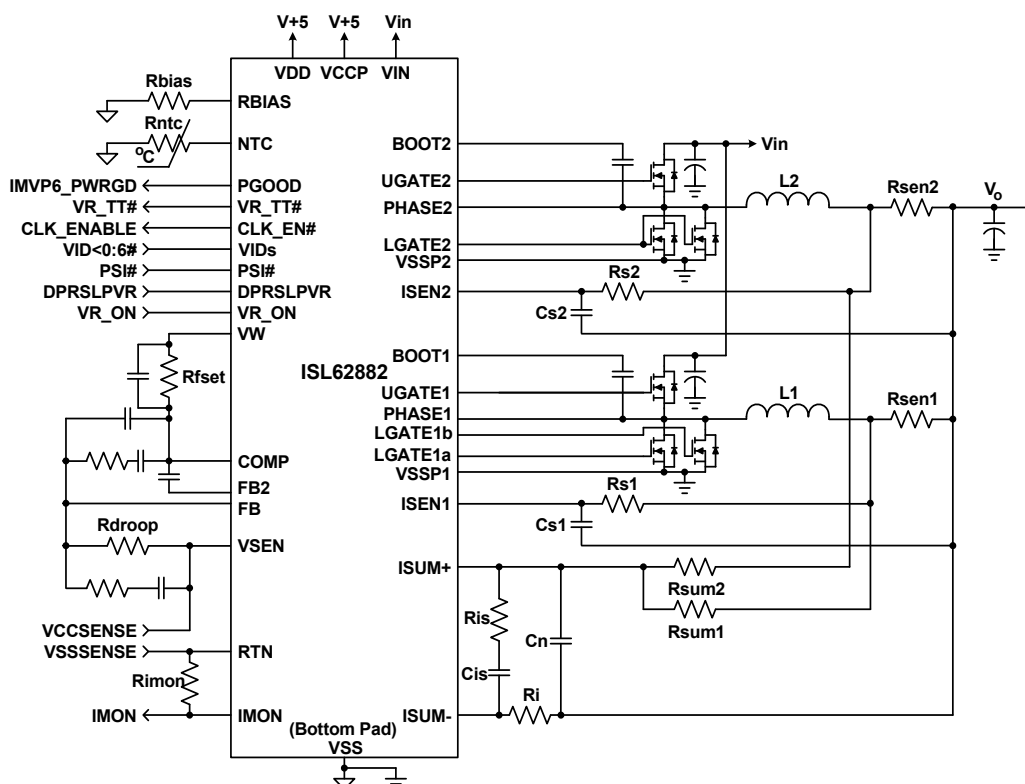 V+5 V+5 Vin
VDD VCCP VIN
Rbias
RBIAS
Rntc
NTC
°C
BOOT2
Vin
IMVP6_PWRGD PGOOD
UGATE2
L2
Rsen2
Vo
VR_TT# VR_TT#
PHASE2
CLK_ENABLE CLK_EN#
LGATE2
VID<0:6# VIDs
VSSP2
PSI# PSI#
Rs2
DPRSLPVR DPRSLPVR
ISEN2
VR_ON VR_ON
Cs2
VW
BOOT1
Rfset
ISL62882
UGATE1
L1
Rsen1
PHASE1
LGATE1b
COMP
LGATE1a
VSSP1
FB2
Rs1
FB
ISEN1
Cs1
Rdroop
VSEN
ISUM+
Rsum2
Ris
Rsum1
VCCSENSE
Cn
VSSSENSE RTN
Cis
Rimon
Ri
IMON IMON
ISUM-
(Bottom Pad)
VSS